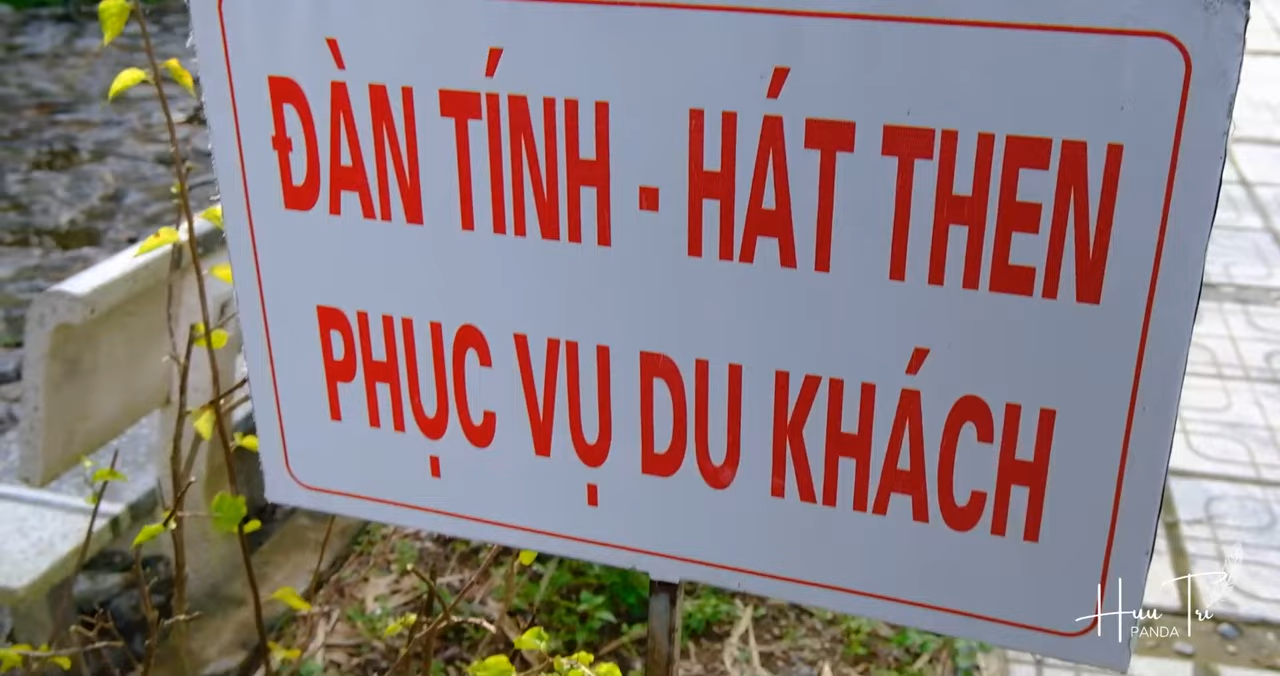 ĐÀN TÍNH - HÁT THEN
PHỤC VỤ DU KHÁCH
Huu Tri
PANDA